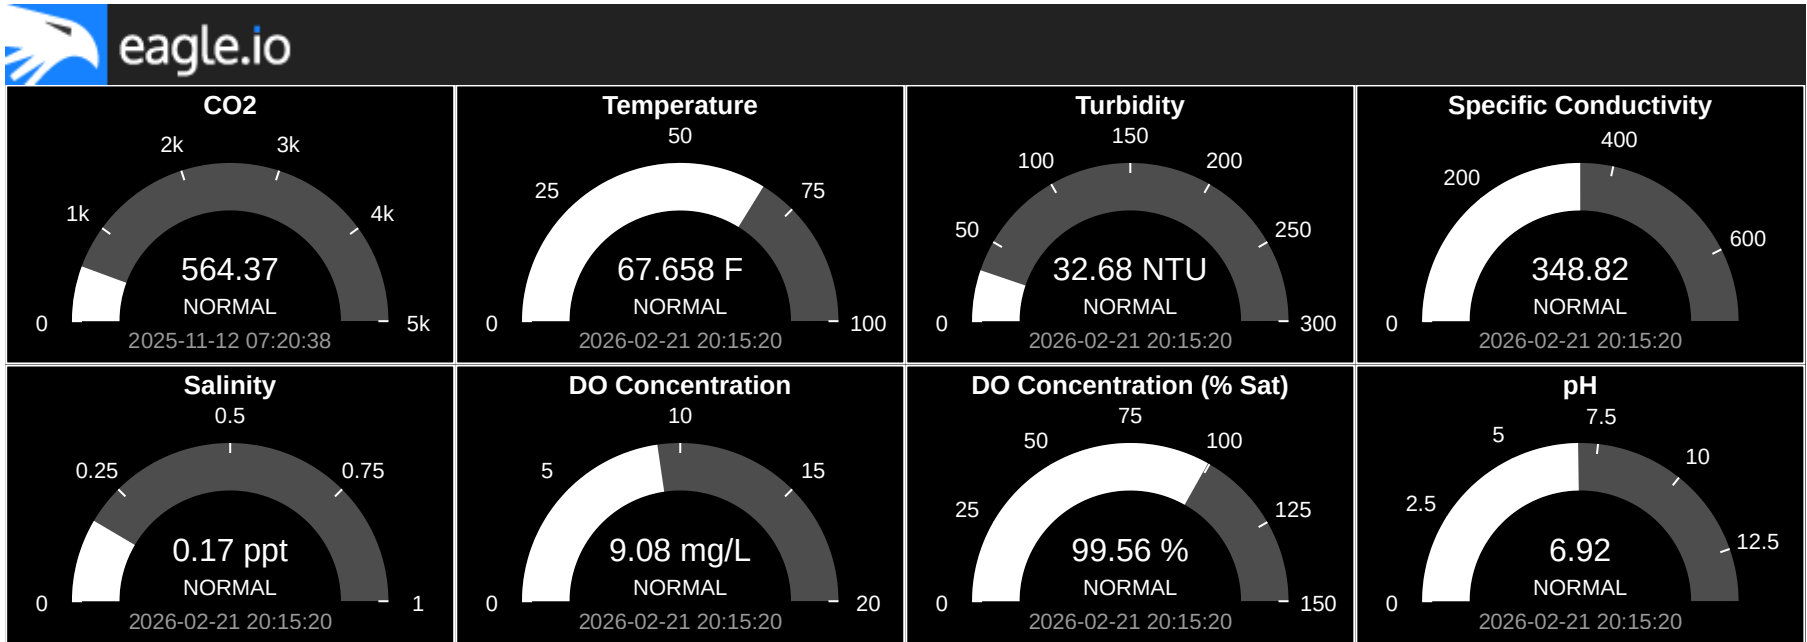 eagle.io
CO2
0
1k
2k
3k
4k
5k
564.37
NORMAL
2025-11-12 07:20:38
Temperature
0
25
50
75
100
67.658 F
NORMAL
2026-02-21 20:15:20
Turbidity
0
50
100
150
200
250
300
32.68 NTU
NORMAL
2026-02-21 20:15:20
Specific Conductivity
0
200
400
600
348.82
NORMAL
2026-02-21 20:15:20
Salinity
0
0.25
0.5
0.75
1
0.17 ppt
NORMAL
2026-02-21 20:15:20
DO Concentration
0
5
10
15
20
9.08 mg/L
NORMAL
2026-02-21 20:15:20
DO Concentration (% Sat)
0
25
50
75
100
125
150
99.56 %
NORMAL
2026-02-21 20:15:20
pH
0
2.5
5
7.5
10
12.5
6.92
NORMAL
2026-02-21 20:15:20